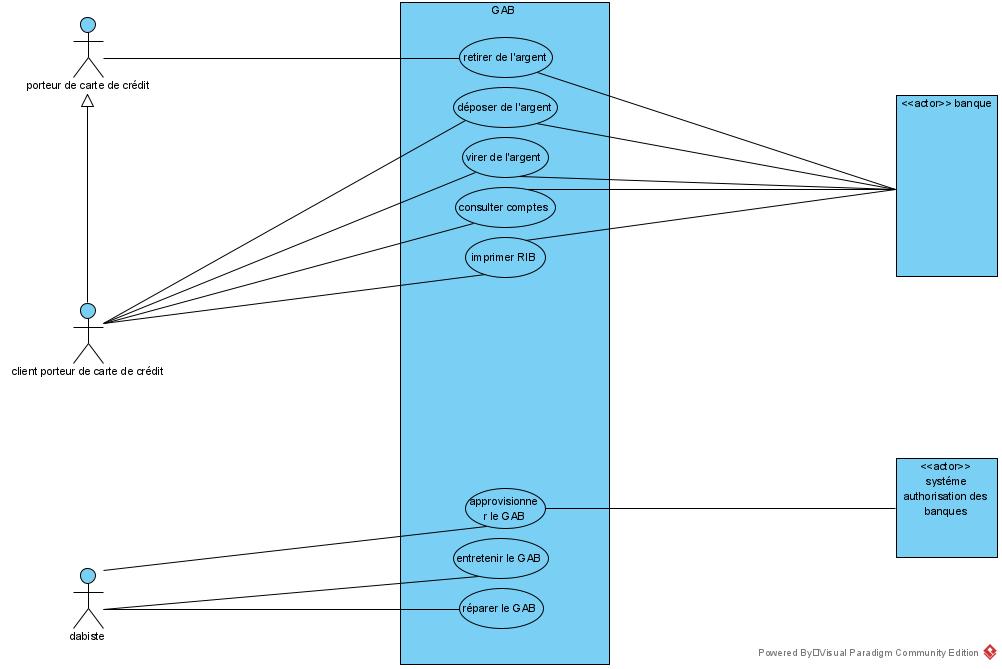 GAB
porteur de carte de crédit
retirer de l'argent
déposer de l'argent
virer de l'argent
consulter comptes
imprimer RIB
<<actor>> banque
client porteur de carte de crédit
approvisionne
r le GAB
entretenir le GAB
réparer le GAB
<<actor>>
systéme
authorisation des
banques
dabiste
Powered By Visual Paradigm Community Edition